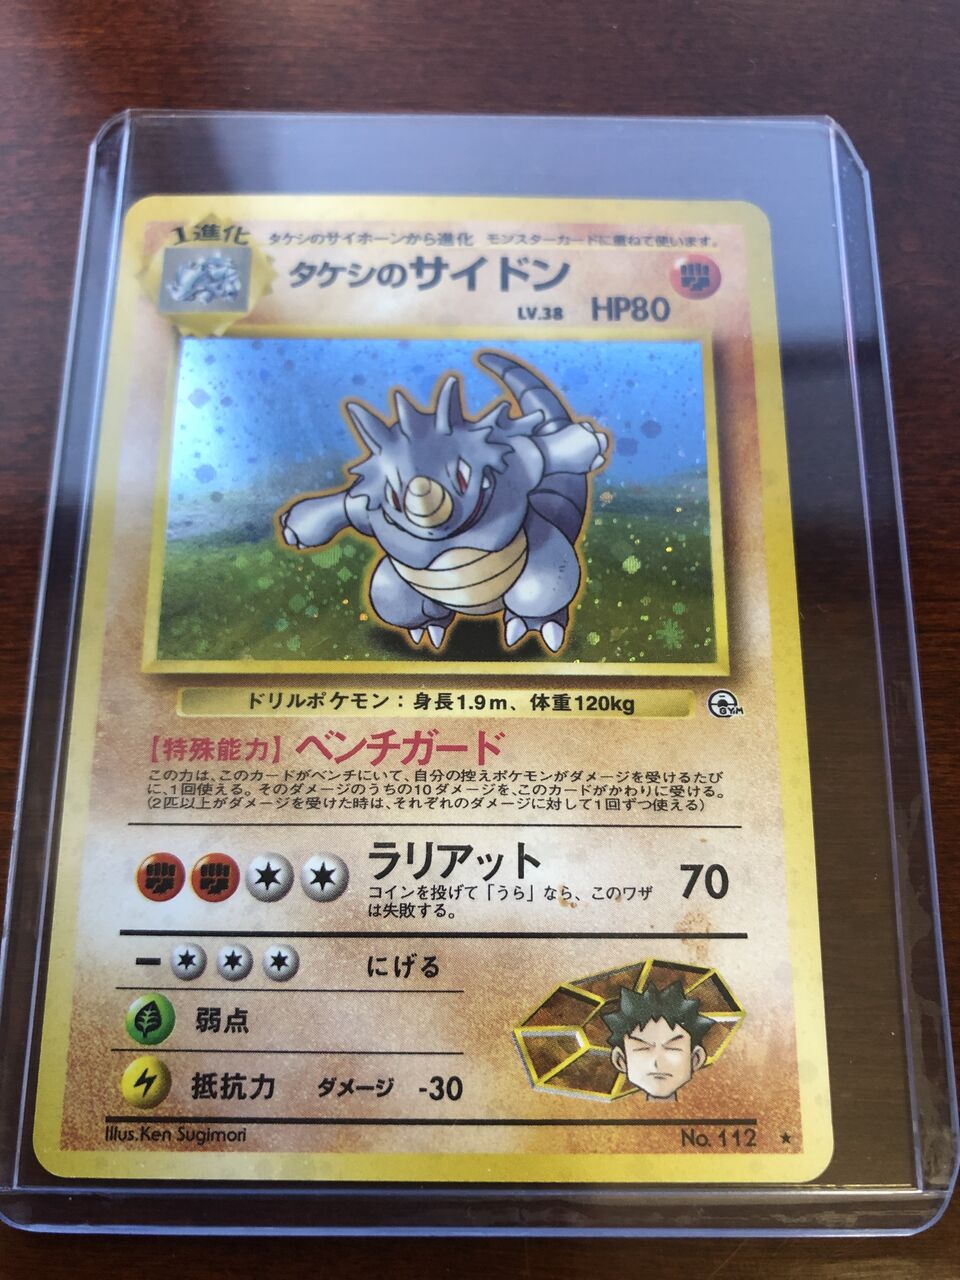 1進化
タケシのサイホーンから進化 モンスターカードに重ねて使います。
タケシのサイドン
LV.38 HP80
ドリルポケモン：身長1.9m、体重120kg
GYM
【特殊能力】ベンチガード
この力は、このカードがベンチにいて、自分の控えポケモンがダメージを受けるたび
に、1回使える。そのダメージのうちの10ダメージを、このカードがかわりに受ける。
（2匹以上がダメージを受けた時は、それぞれのダメージに対して1回ずつ使える）
ラリアット 70
コインを投げて「うら」なら、このワザ
は失敗する。
にげる
弱点
抵抗力 ダメージ -30
Illus.Ken Sugimori
No. 112 ★